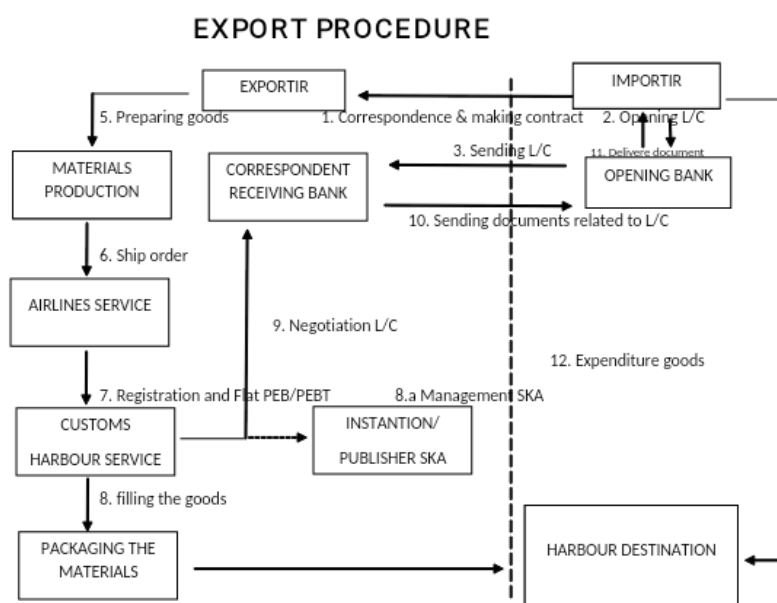 EXPORT PROCEDURE
EXPORTIR
IMPORTIR
5. Preparing goods
1. Correspondence & making contract
2. Opening L/C
MATERIALS
PRODUCTION
CORRESPONDENT
RECEIVING BANK
3. Sending L/C
11. Delivere document
OPENING BANK
10. Sending documents related to L/C
6. Ship order
AIRLINES SERVICE
9. Negotiation L/C
12. Expenditure goods
7. Registration and Flat PEB/PEBT
8.a Management SKA
CUSTOMS
HARBOUR SERVICE
INSTANTION/
PUBLISHER SKA
8. filling the goods
PACKAGING THE
MATERIALS
HARBOUR DESTINATION